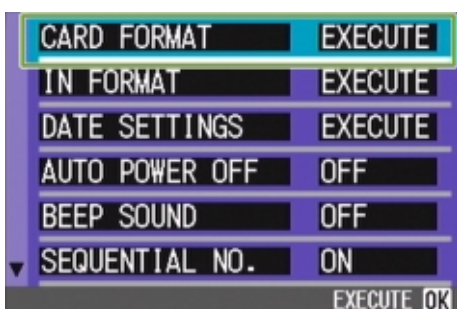 CARD FORMAT EXECUTE
IN FORMAT EXECUTE
DATE SETTINGS EXECUTE
AUTO POWER OFF OFF
BEEP SOUND OFF
SEQUENTIAL NO. ON
EXECUTE OK